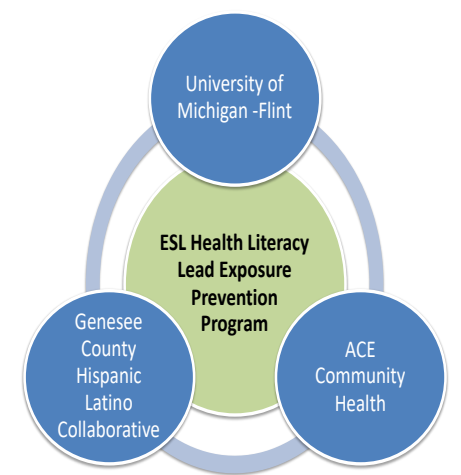 University of
Michigan -Flint
ESL Health Literacy
Lead Exposure
Prevention
Program
Genesee
County
Hispanic
Latino
Collaborative
ACE
Community
Health